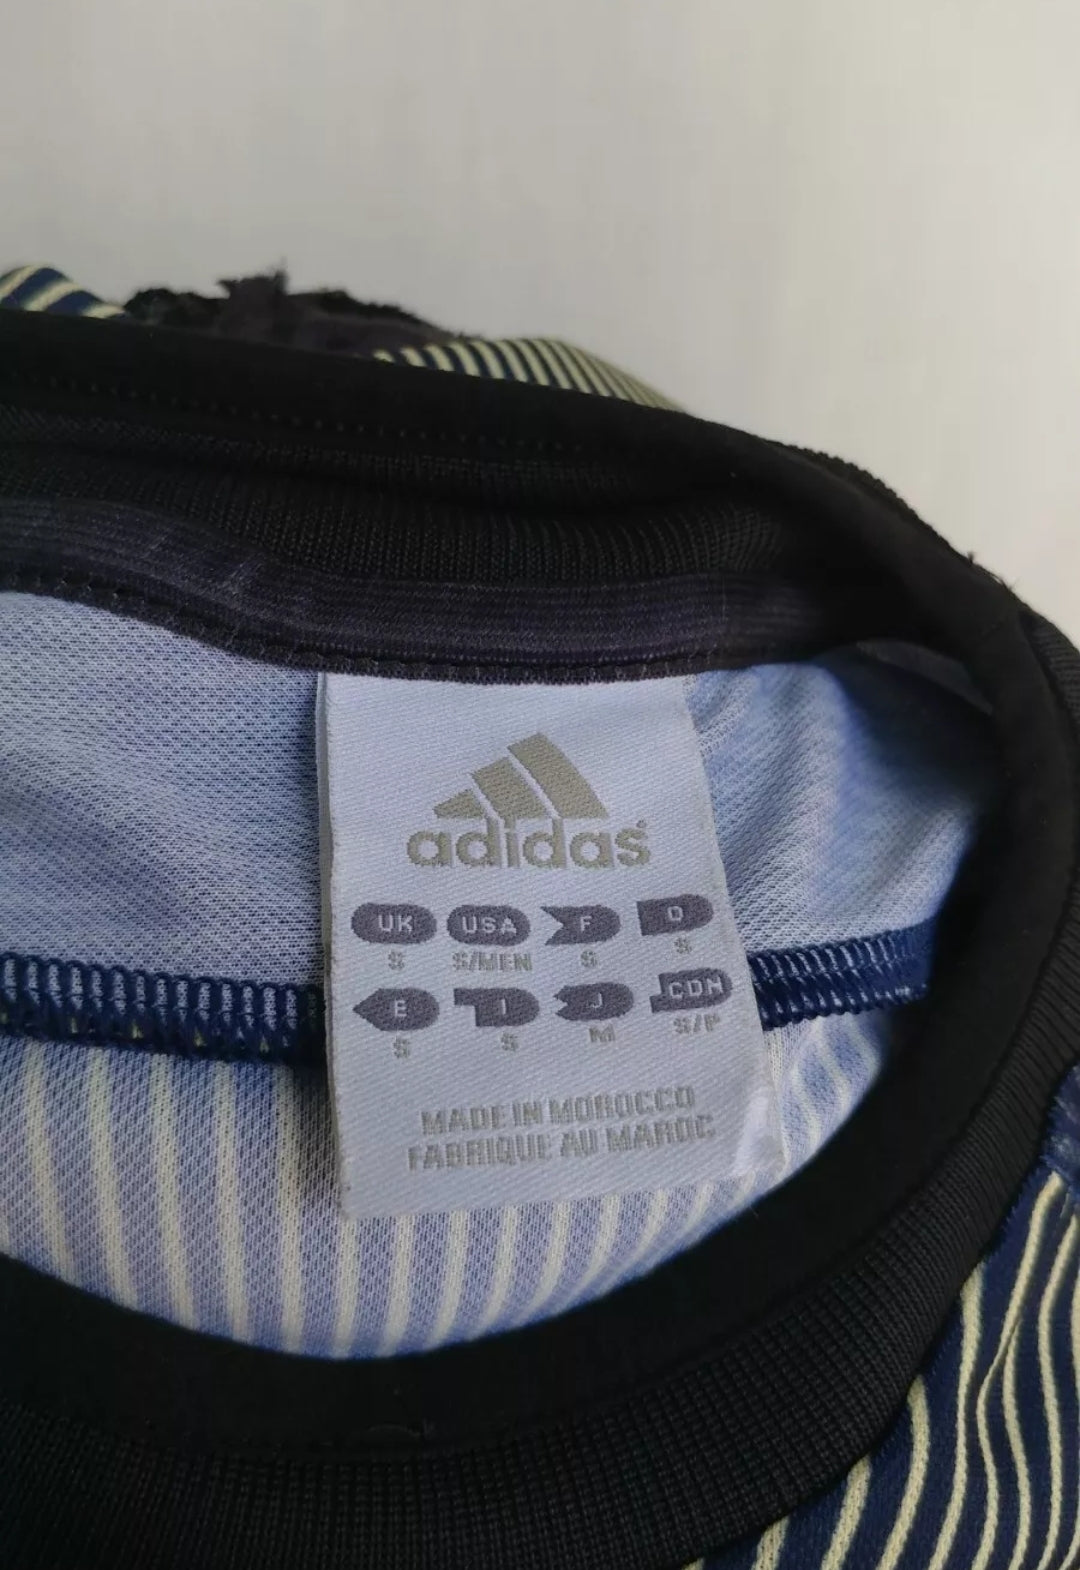 adidas
UK USA F D
S S/MEN S S
E I J CDN
S S M S/P
MADE IN MOROCCO
FABRIQUE AU MAROC